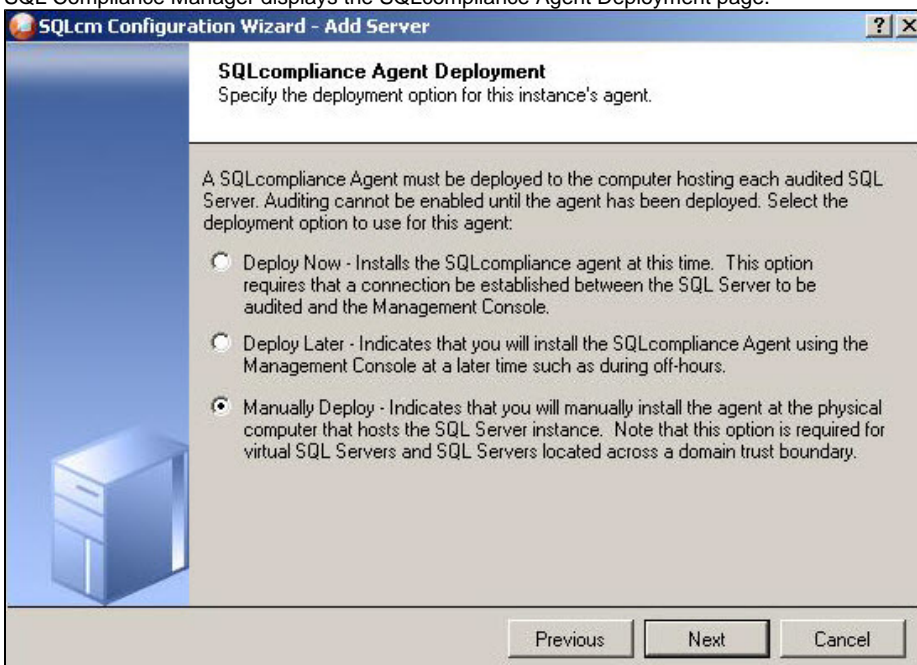 SQL Compliance Manager displays the SQLcompliance Agent Deployment page.
SQLcm Configuration Wizard - Add Server
? X
SQLcompliance Agent Deployment
Specify the deployment option for this instance's agent.
A SQLcompliance Agent must be deployed to the computer hosting each audited SQL
Server. Auditing cannot be enabled until the agent has been deployed. Select the
deployment option to use for this agent:
Deploy Now - Installs the SQLcompliance agent at this time. This option
requires that a connection be established between the SQL Server to be
audited and the Management Console.
Deploy Later - Indicates that you will install the SQLcompliance Agent using the
Management Console at a later time such as during off-hours.
Manually Deploy - Indicates that you will manually install the agent at the physical
computer that hosts the SQL Server instance. Note that this option is required for
virtual SQL Servers and SQL Servers located across a domain trust boundary.
Previous
Next
Cancel